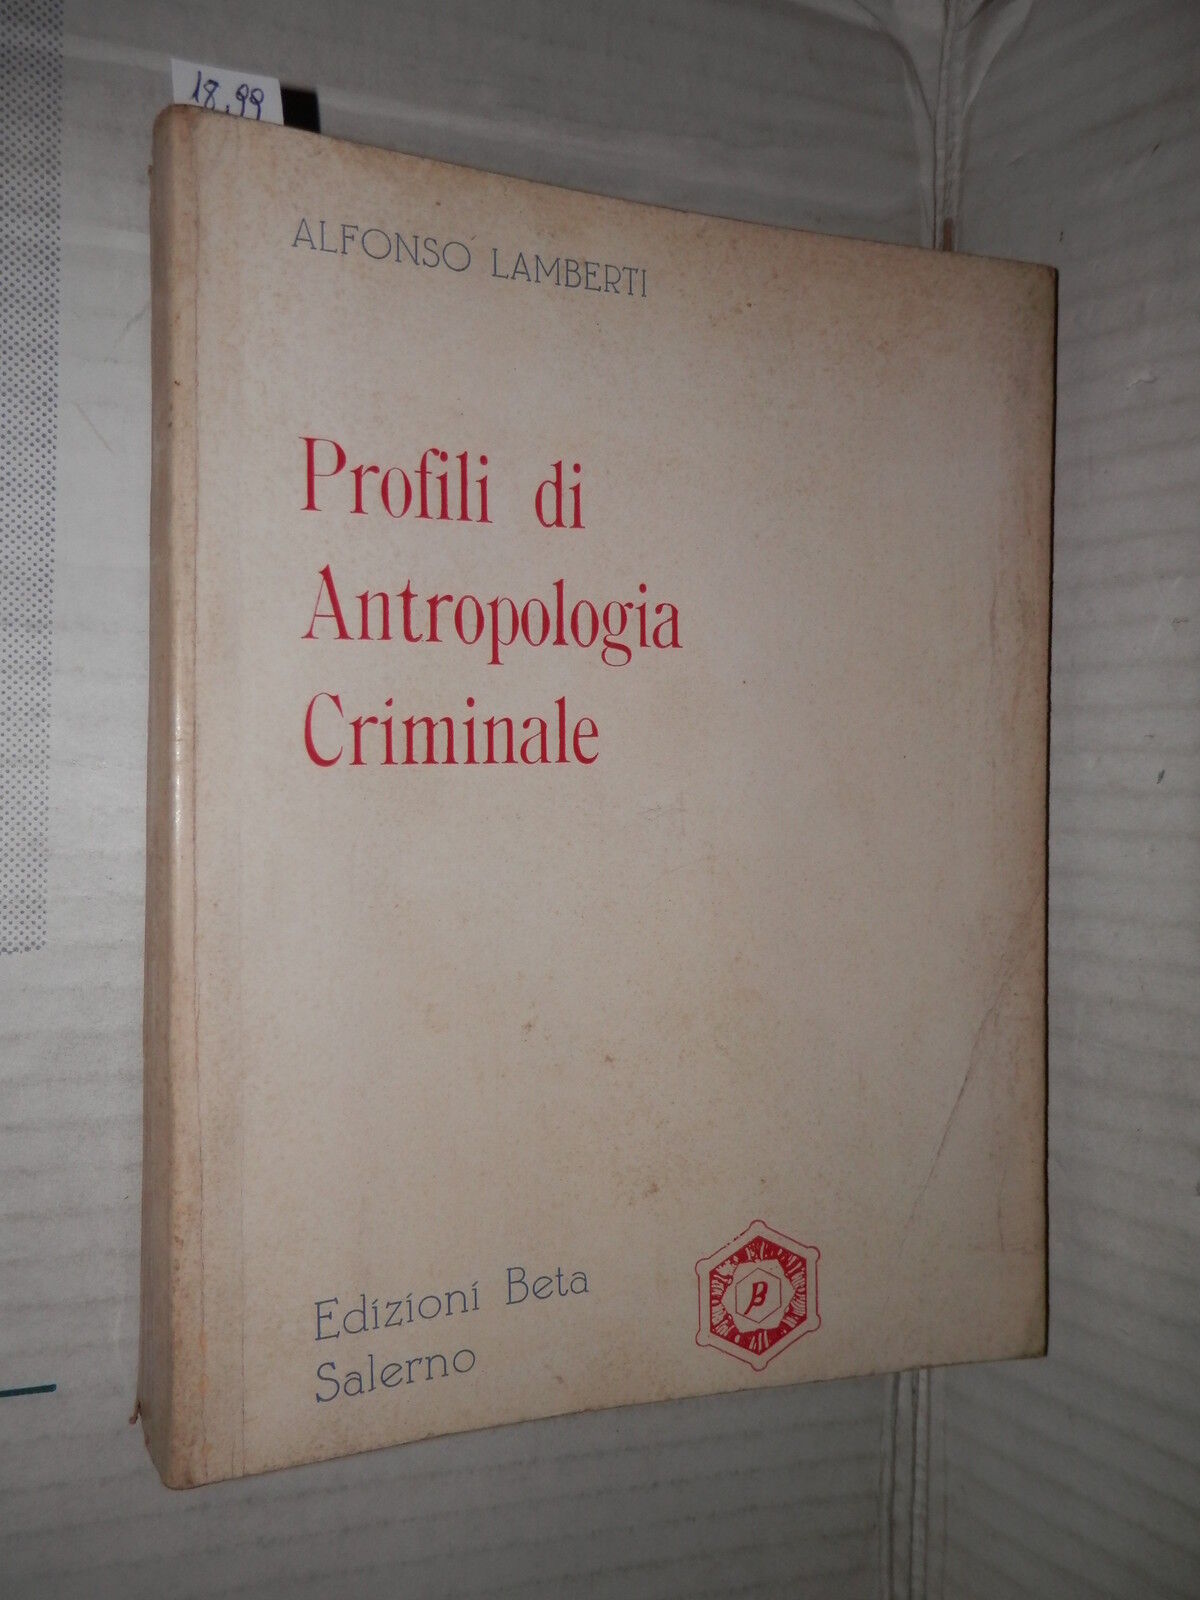 18,99
ALFONSO LAMBERTI
Profili di
Antropologia
Criminale
Edizioni Beta
Salerno
β